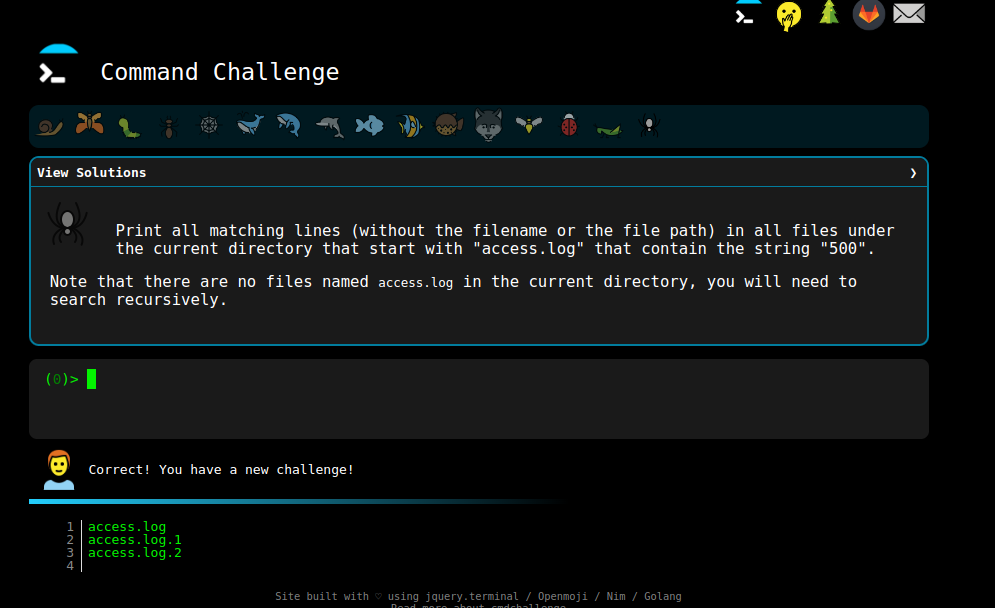 Command Challenge
View Solutions ❯
Print all matching lines (without the filename or the file path) in all files under
the current directory that start with "access.log" that contain the string "500".
Note that there are no files named access.log in the current directory, you will need to
search recursively.
(0)>
Correct! You have a new challenge!
1 access.log
2 access.log.1
3 access.log.2
4
Site built with ♡ using jquery.terminal / Openmoji / Nim / Golang
Read more about cmdchallenge